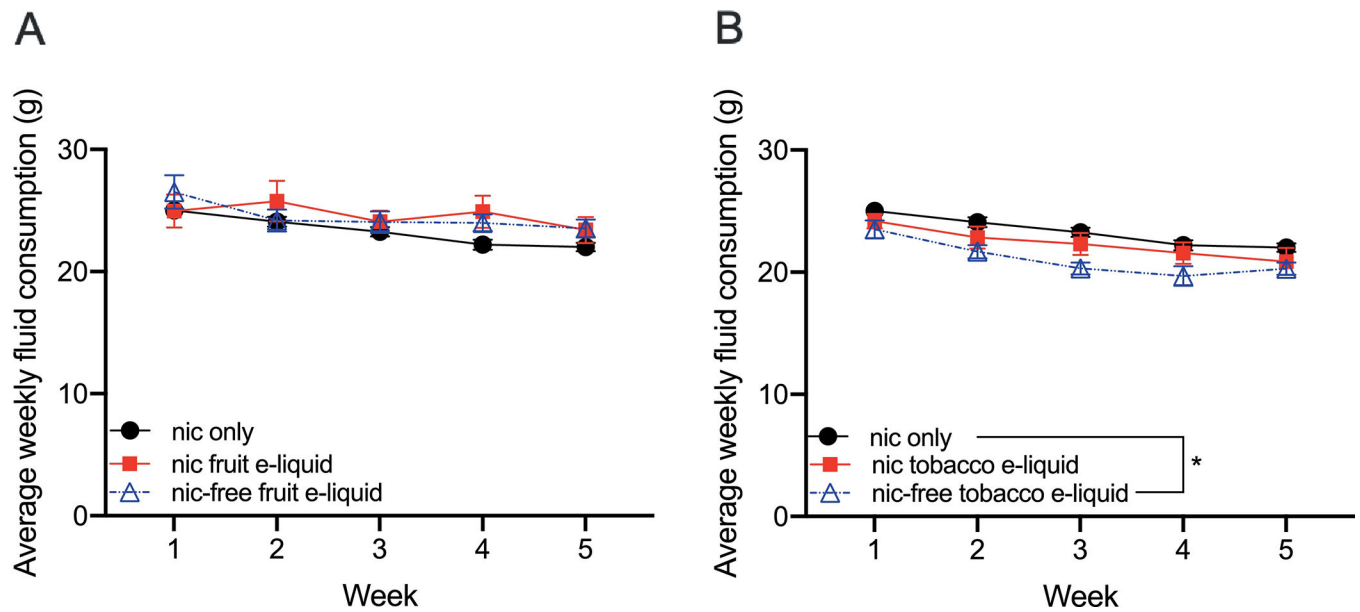 A
Average weekly fluid consumption (g)
30
20
10
0
nic only
nic fruit e-liquid
nic-free fruit e-liquid
1 2 3 4 5
Week
B
Average weekly fluid consumption (g)
30
20
10
0
nic only
nic tobacco e-liquid
nic-free tobacco e-liquid
*
1 2 3 4 5
Week